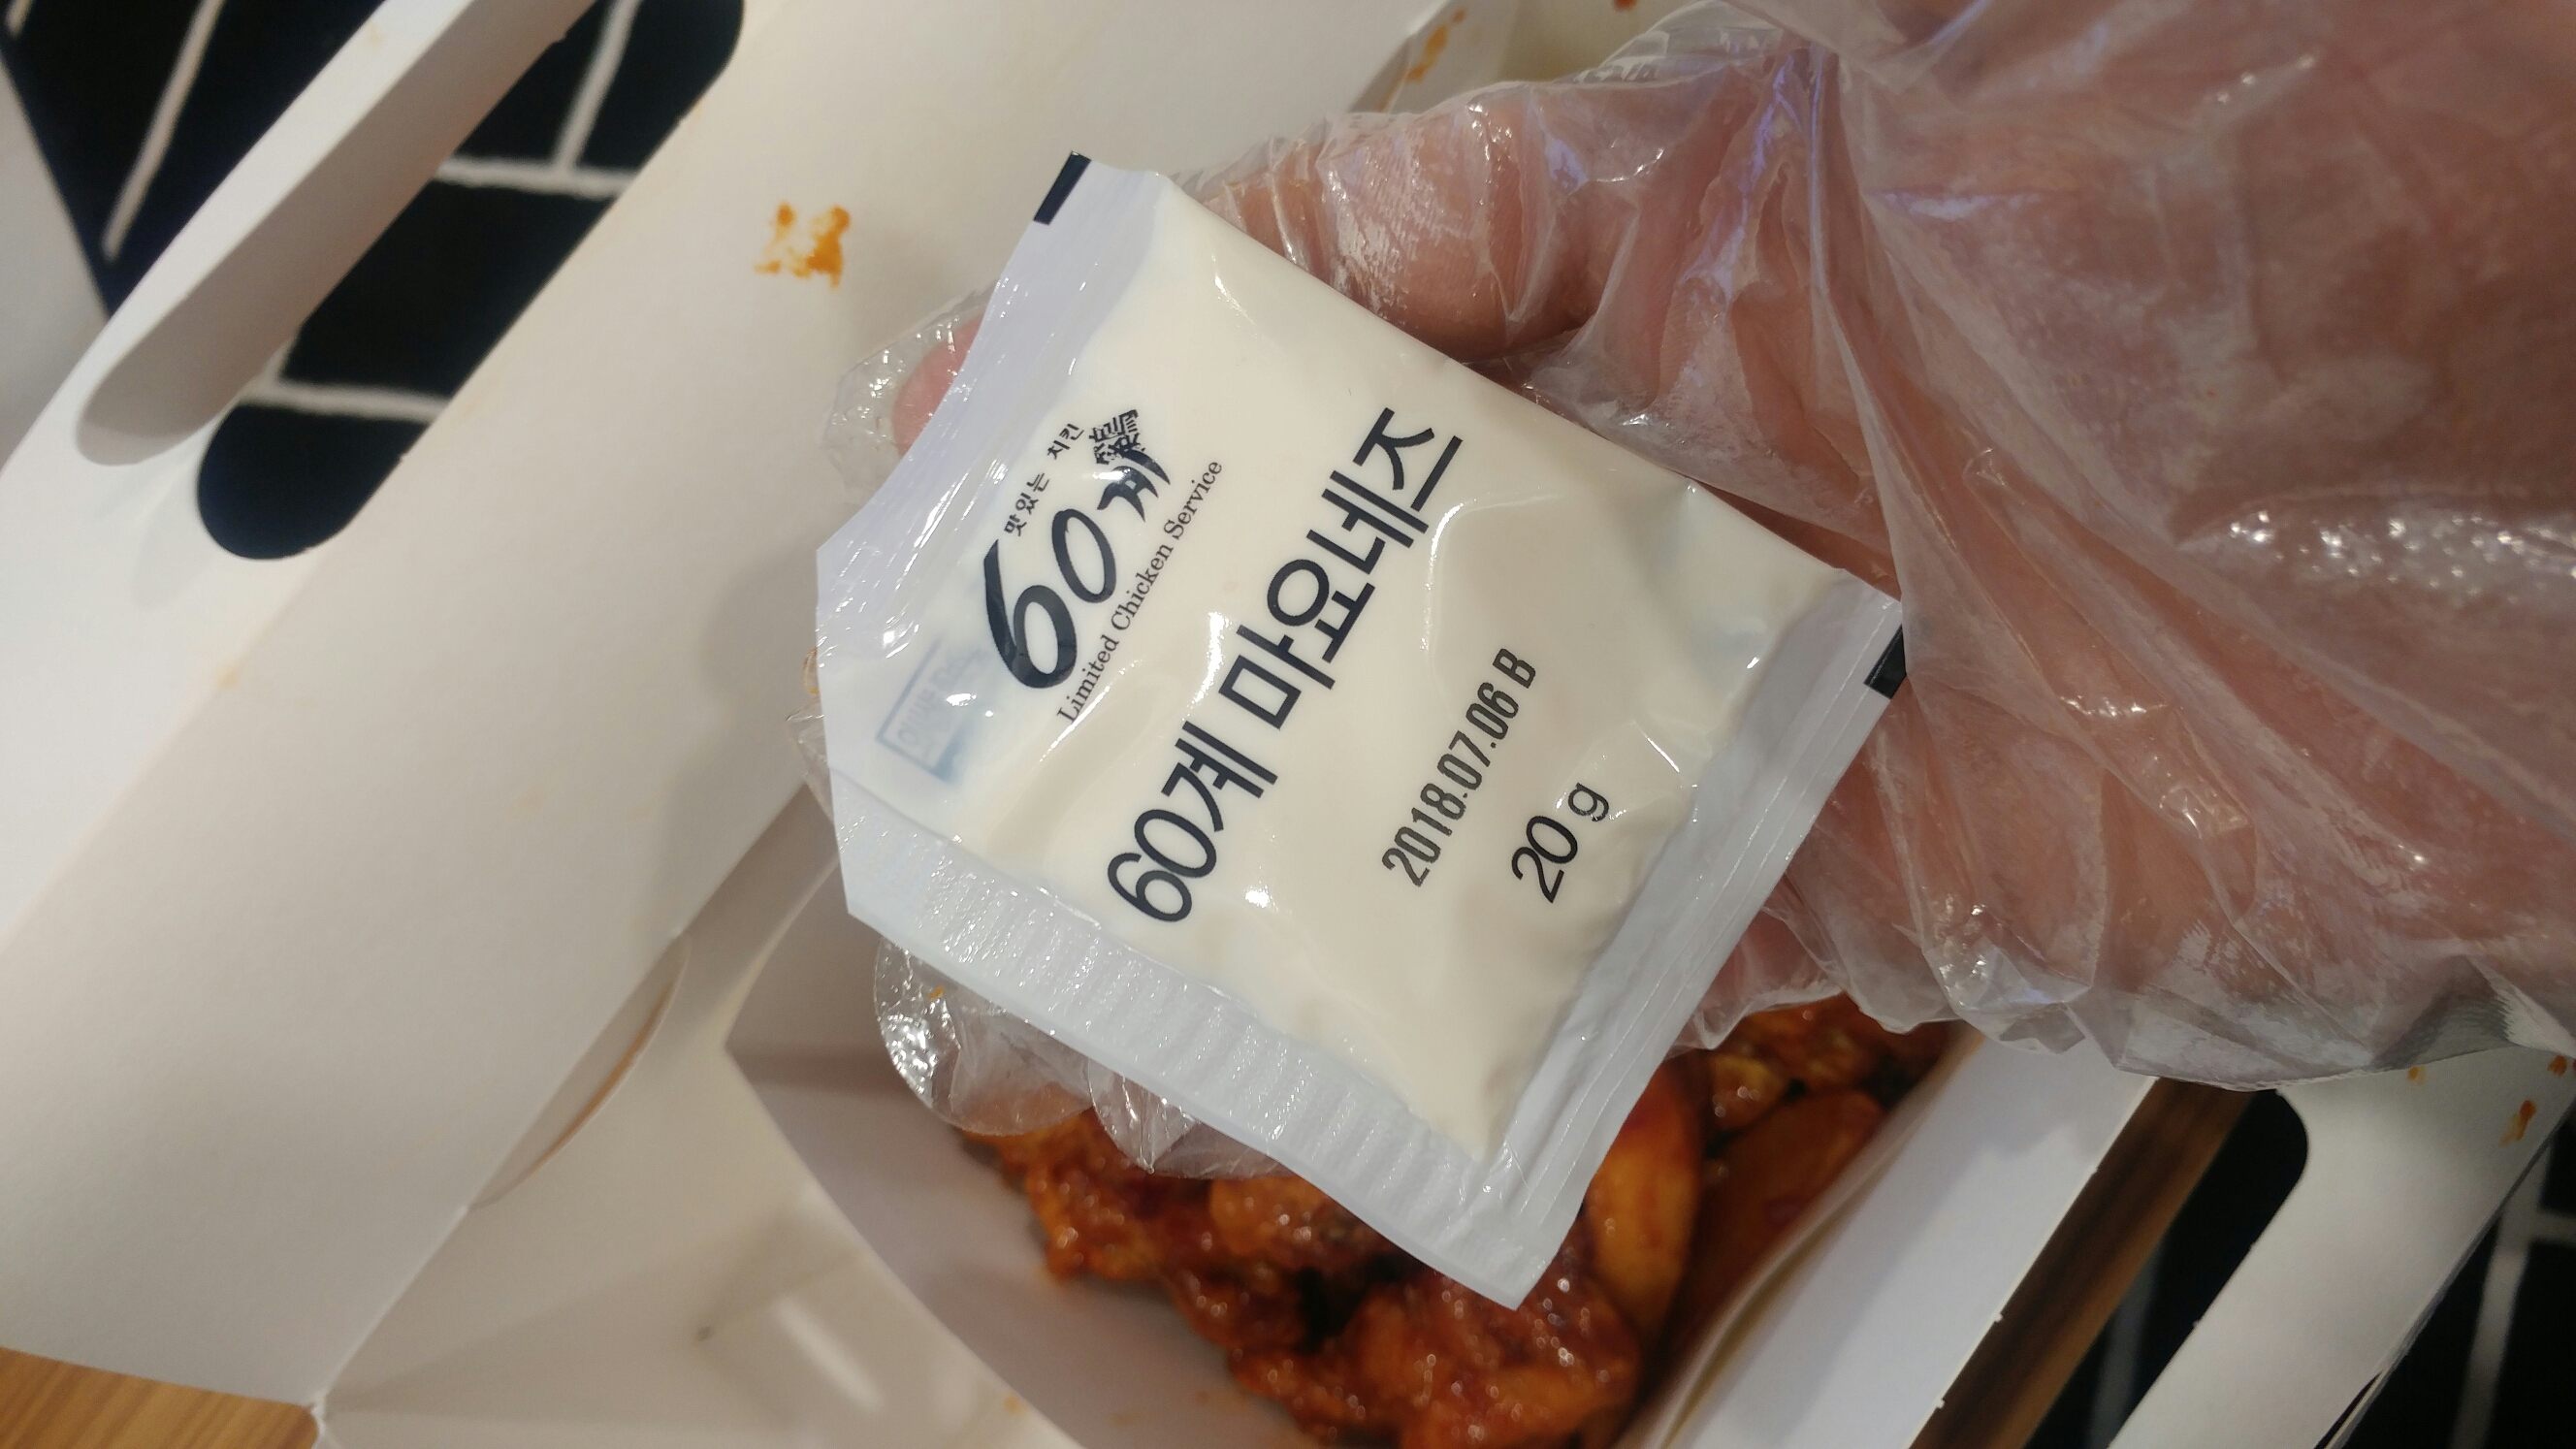 맛있는 치킨
60계鷄
Limited Chicken Service
60계 마요네즈
2018.07.06 B
20g